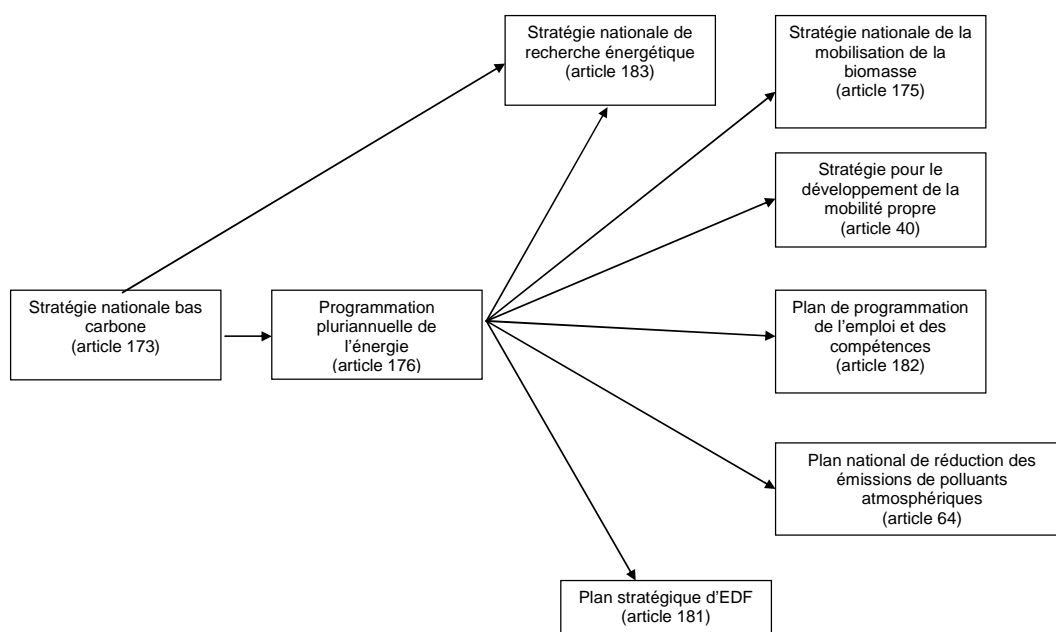 Stratégie nationale de
recherche énergétique
(article 183)
Stratégie nationale de la
mobilisation de la
biomasse
(article 175)
Stratégie pour le
développement de la
mobilité propre
(article 40)
Stratégie nationale bas
carbone
(article 173)
Programmation
pluriannuelle de
l'énergie
(article 176)
Plan de programmation
de l'emploi et des
compétences
(article 182)
Plan national de réduction des
émissions de polluants
atmosphériques
(article 64)
Plan stratégique d'EDF
(article 181)